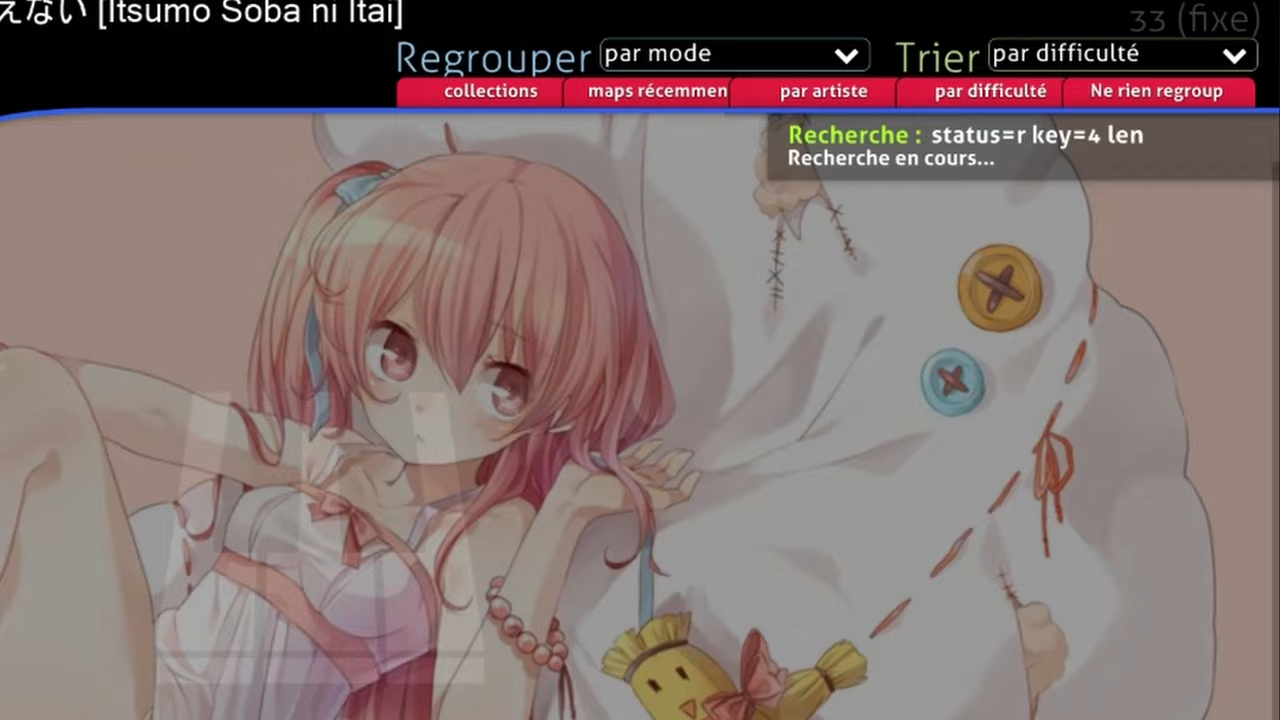 えない [Itsumo Soba ni Itai]
33 (fixe)
Regrouper par mode Trier par difficulté
collections maps récemmen par artiste par difficulté Ne rien regroup
Recherche : status=r key=4 len
Recherche en cours...